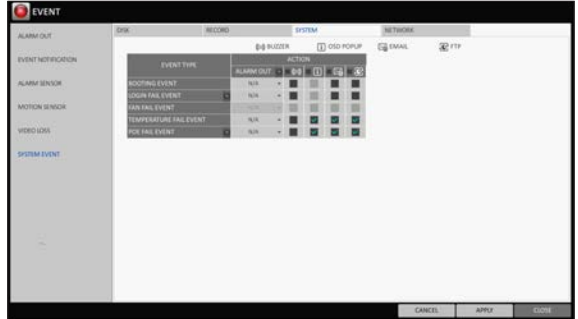 EVENT
ALARM OUT
EVENT NOTIFICATION
ALARM SENSOR
MOTION SENSOR
VIDEO LOSS
SYSTEM EVENT
DISK RECORD SYSTEM NETWORK
BUZZER OSD POPUP EMAIL FTP
EVENT TYPE ACTION
ALARM OUT
BOOTING EVENT N/A
LOGIN FAIL EVENT N/A
FAN FAIL EVENT N/A
TEMPERATURE FAIL EVENT N/A
POE FAIL EVENT N/A
CANCEL APPLY CLOSE